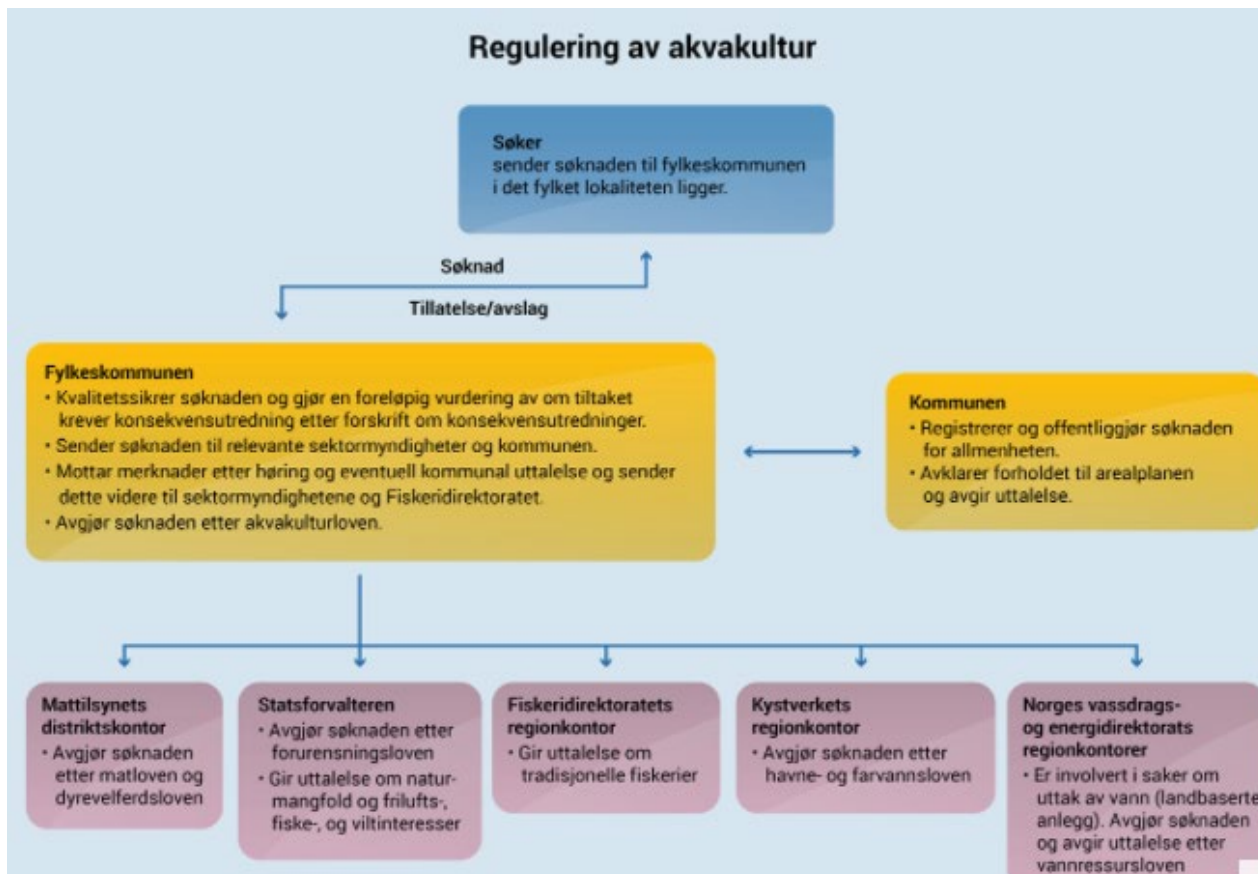 Regulering av akvakultur
Søker
sender søknaden til fylkeskommunen
i det fylket lokaliteten ligger.
Søknad
Tillatelse/avslag
Fylkeskommunen
• Kvalitetssikrer søknaden og gjør en foreløpig vurdering av om tiltaket
krever konsekvensutredning etter forskrift om konsekvensutredninger.
• Sender søknaden til relevante sektormyndigheter og kommunen.
• Mottar merknader etter høring og eventuell kommunal uttalelse og sender
dette videre til sektormyndighetene og Fiskeridirektoratet.
• Avgjør søknaden etter akvakulturloven.
Kommunen
• Registrerer og offentliggjør søknaden
for allmenheten.
• Avklarer forholdet til arealplanen
og avgir uttalelse.
Mattilsynets
distriktskontor
• Avgjør søknaden
etter matloven og
dyrevelferdsloven
Statsforvalteren
• Avgjør søknaden etter
forurensningsloven
• Gir uttalelse om natur-
mangfold og frilufts-,
fiske-, og viltinteresser
Fiskeridirektoratets
regionkontor
• Gir uttalelse om
tradisjonelle fiskerier
Kystverkets
regionkontor
• Avgjør søknaden etter
havne- og farvannsloven
Norges vassdrags-
og energidirektorats
regionkontorer
• Er involvert i saker om
uttak av vann (landbaserte
anlegg). Avgjør søknaden
og avgir uttalelse etter
vannressursloven